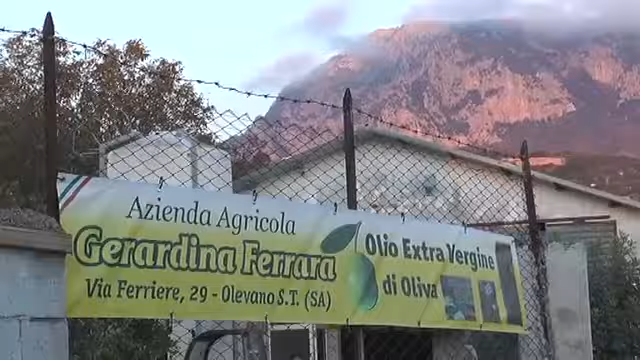 Azienda Agricola
Gerardina Ferrara
Via Ferriere, 29 - Olevano S.T. (SA)
Olio Extra Vergine
di Oliva